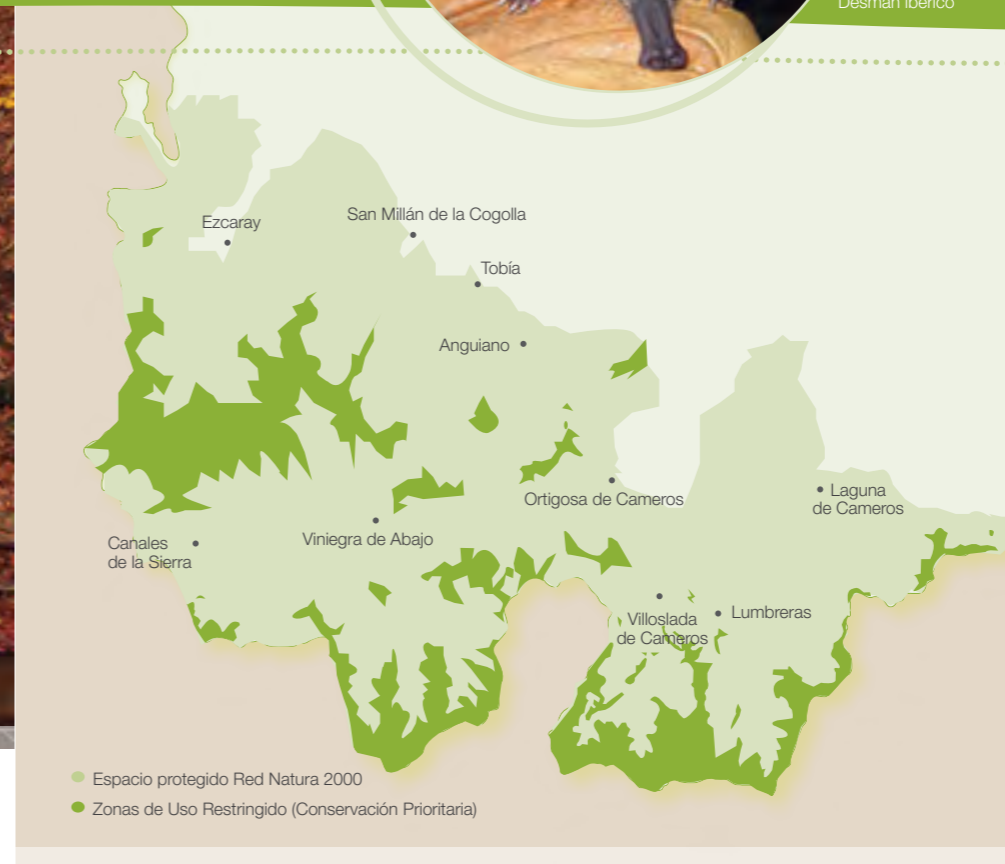 Desmán ibérico
Ezcaray
San Millán de la Cogolla
Tobía
Anguiano
Ortigosa de Cameros
Laguna
de Cameros
Viniegra de Abajo
Canales
de la Sierra
Villoslada
de Cameros
Lumbreras
Espacio protegido Red Natura 2000
Zonas de Uso Restringido (Conservación Prioritaria)